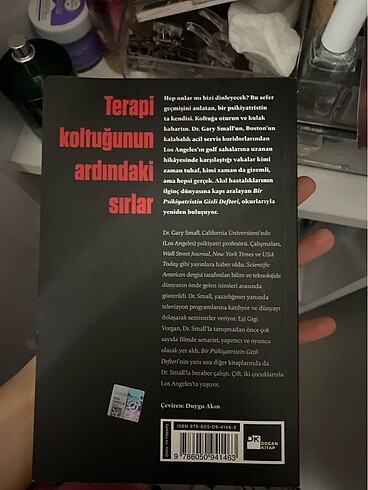 Terapi
koltuğunun
ardındaki
sırlar
Hep onlar mı bizi dinleyecek? Bu sefer
geçmişini anlatan, bir psikiyatristin
ta kendisi. Koltuğa oturun ve kulak
kabartın. Dr. Gary Small'un, Boston'un
kalabalık acil servis koridorlarından
Los Angeles'ın golf sahalarına uzanan
hikâyesinde karşılaştığı vakalar kimi
zaman tuhaf, kimi zaman da gizemli,
ama hepsi gerçek. Akıl hastalıklarının
ilginç dünyasına kapı aralayan Bir
Psikiyatristin Gizli Defteri, okurlarıyla
yeniden buluşuyor.
Dr. Gary Small, California Üniversitesi'nde
(Los Angeles) psikiyatri profesörü. Çalışmaları,
Wall Street Journal, New York Times ve USA
Today gibi yayınlara haber oldu. Scientific
American dergisi tarafından bilim ve teknolojide
dünyanın önde gelen isimleri arasında
gösterildi. Dr. Small, yazarlığının yanında
televizyon programlarına katılıyor ve dünyayı
dolaşarak seminerler veriyor. Eşi Gigi
Vorgan, Dr. Small'la tanışmadan önce çok
sayıda filmde senarist, yapımcı ve oyuncu
olarak yer aldı. Bir Psikiyatristin Gizli
Defteri'nin yanı sıra diğer kitaplarında da
Dr. Small'la beraber çalıştı. Çift, iki çocuklarıyla
Los Angeles'ta yaşıyor.
Çeviren: Duygu Akın
ISBN 978-605-09-4146-3
9 786050 941463
DK
DOĞAN
KİTAP